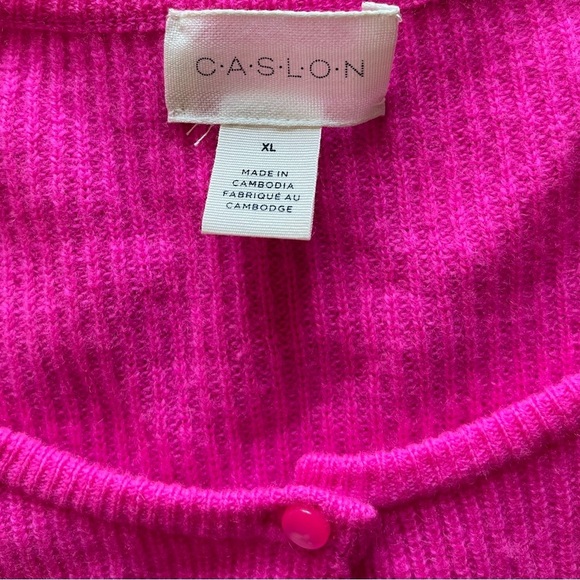 C·A·S·L·O·N
XL
MADE IN
CAMBODIA
FABRIQUÉ AU
CAMBODGE